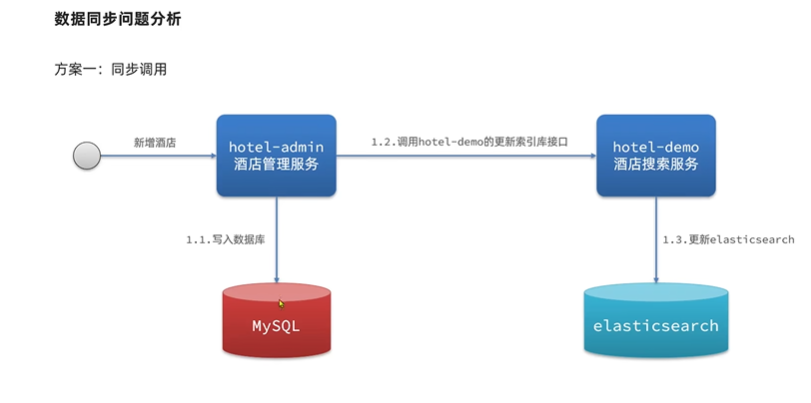 数据同步问题分析
方案一：同步调用
新增酒店
hotel-admin
酒店管理服务
1.2.调用hotel-demo的更新索引库接口
hotel-demo
酒店搜索服务
1.1.写入数据库
1.3.更新elasticsearch
MySQL
elasticsearch